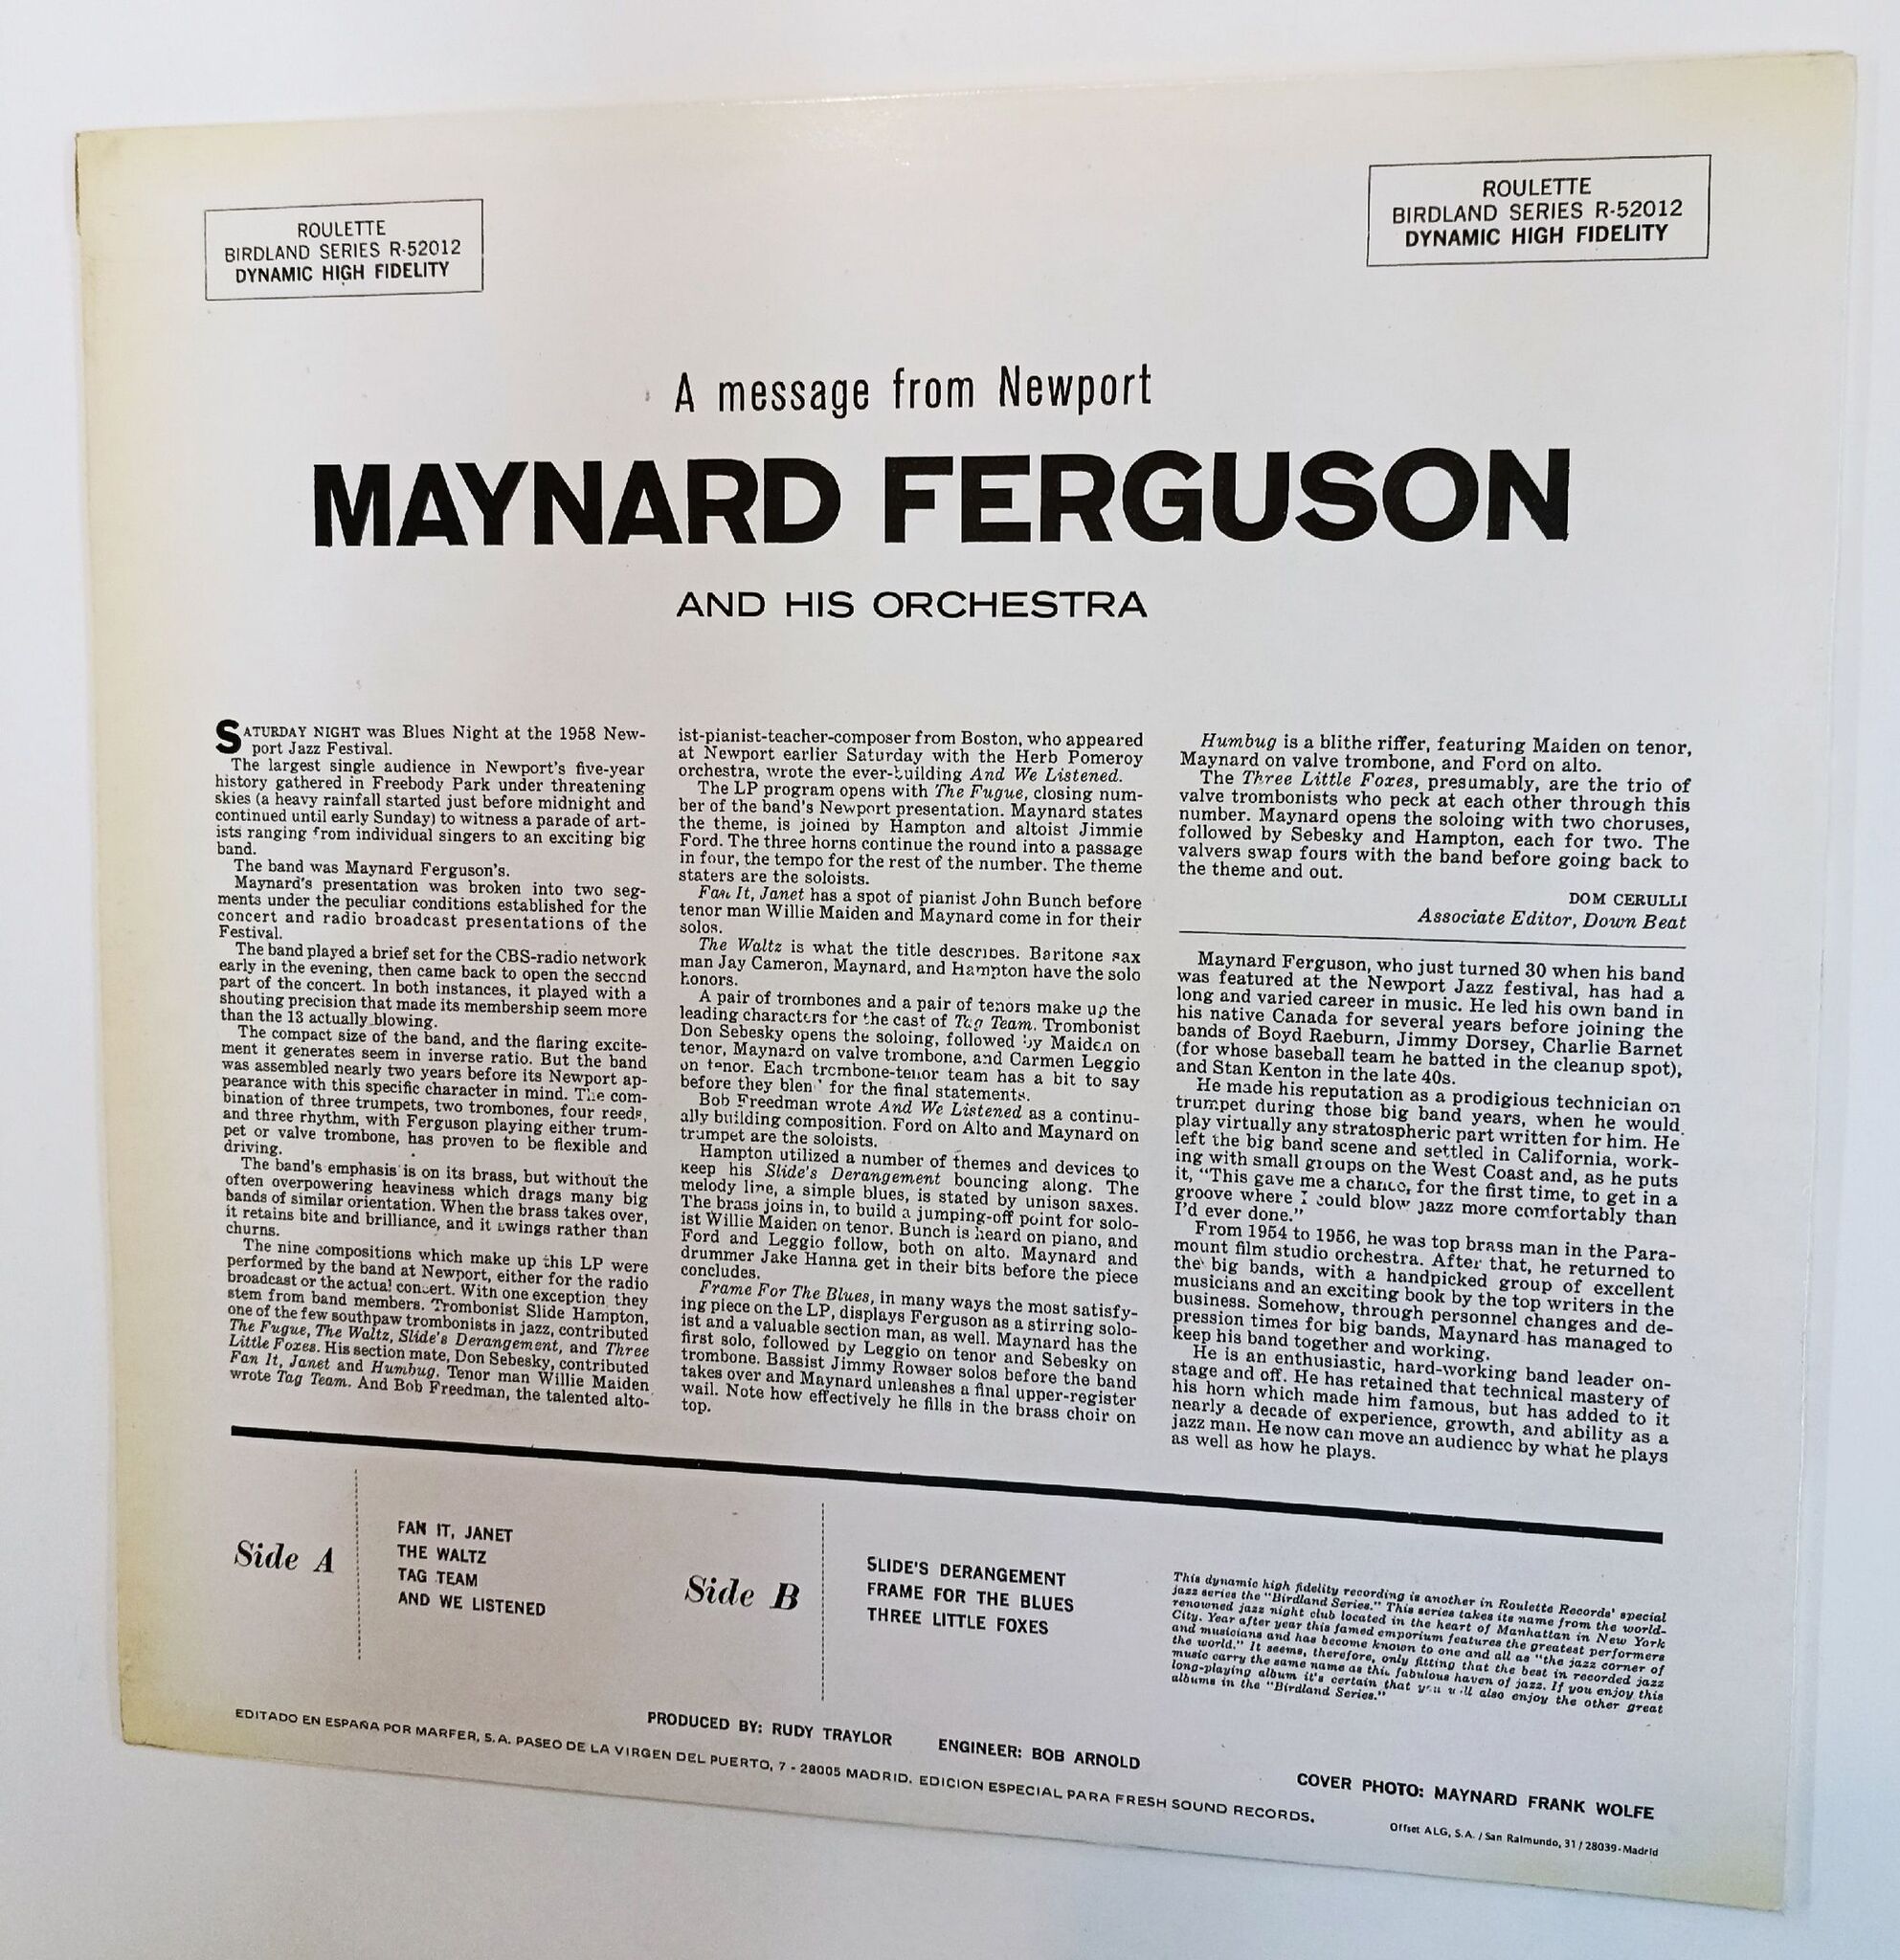 ROULETTE
BIRDLAND SERIES R-52012
DYNAMIC HIGH FIDELITY
ROULETTE
BIRDLAND SERIES R-52012
DYNAMIC HIGH FIDELITY
A message from Newport
MAYNARD FERGUSON
AND HIS ORCHESTRA
SATURDAY NIGHT was Blues Night at the 1958 New-
port Jazz Festival.
The largest single audience in Newport's five-year
history gathered in Freebody Park under threatening
skies (a heavy rainfall started just before midnight and
continued until early Sunday) to witness a parade of art-
ists ranging from individual singers to an exciting big
band.
The band was Maynard Ferguson's.
Maynard's presentation was broken into two seg-
ments under the peculiar conditions established for the
concert and radio broadcast presentations of the
Festival.
The band played a brief set for the CBS-radio network
early in the evening, then came back to open the second
part of the concert. In both instances, it played with a
shouting precision that made its membership seem more
than the 13 actually blowing.
The compact size of the band, and the flaring excite-
ment it generates seem in inverse ratio. But the band
was assembled nearly two years before its Newport ap-
pearance with this specific character in mind. The com-
bination of three trumpets, two trombones, four reeds,
and three rhythm, with Ferguson playing either trum-
pet or valve trombone, has proven to be flexible and
driving.
The band's emphasis is on its brass, but without the
often overpowering heaviness which drags many big
bands of similar orientation. When the brass takes over,
it retains bite and brilliance, and it swings rather than
churns.
The nine compositions which make up this LP were
performed by the band at Newport, either for the radio
broadcast or the actual concert. With one exception they
stem from band members. Trombonist Slide Hampton,
one of the few southpaw trombonists in jazz, contributed
The Fugue, The Waltz, Slide's Derangement, and Three
Little Foxes. His section mate, Don Sebesky, contributed
Fan It, Janet and Humbug. Tenor man Willie Maiden
wrote Tag Team. And Bob Freedman, the talented alto-
ist-pianist-teacher-composer from Boston, who appeared
at Newport earlier Saturday with the Herb Pomeroy
orchestra, wrote the ever-building And We Listened.
The LP program opens with The Fugue, closing num-
ber of the band's Newport presentation. Maynard states
the theme, is joined by Hampton and altoist Jimmie
Ford. The three horns continue the round into a passage
in four, the tempo for the rest of the number. The theme
staters are the soloists.
Fan It, Janet has a spot of pianist John Bunch before
tenor man Willie Maiden and Maynard come in for their
solos.
The Waltz is what the title describes. Baritone sax
man Jay Cameron, Maynard, and Hampton have the solo
honors.
A pair of trombones and a pair of tenors make up the
leading characters for the cast of Tag Team. Trombonist
Don Sebesky opens the soloing, followed by Maiden on
tenor, Maynard on valve trombone, and Carmen Leggio
on tenor. Each trombone-tenor team has a bit to say
before they blend for the final statements.
Bob Freedman wrote And We Listened as a continu-
ally building composition. Ford on Alto and Maynard on
trumpet are the soloists.
Hampton utilized a number of themes and devices to
keep his Slide's Derangement bouncing along. The
melody line, a simple blues, is stated by unison saxes.
The brass joins in, to build a jumping-off point for solo-
ist Willie Maiden on tenor. Bunch is heard on piano, and
Ford and Leggio follow, both on alto. Maynard and
drummer Jake Hanna get in their bits before the piece
concludes.
Frame For The Blues, in many ways the most satisfy-
ing piece on the LP, displays Ferguson as a stirring solo-
ist and a valuable section man, as well. Maynard has the
first solo, followed by Leggio on tenor and Sebesky on
trombone. Bassist Jimmy Rowser solos before the band
takes over and Maynard unleashes a final upper-register
wail. Note how effectively he fills in the brass choir on
top.
Humbug is a blithe riffer, featuring Maiden on tenor,
Maynard on valve trombone, and Ford on alto.
The Three Little Foxes, presumably, are the trio of
valve trombonists who peck at each other through this
number. Maynard opens the soloing with two choruses,
followed by Sebesky and Hampton, each for two. The
valvers swap fours with the band before going back to
the theme and out.
DOM CERULLI
Associate Editor, Down Beat
Maynard Ferguson, who just turned 30 when his band
was featured at the Newport Jazz festival, has had a
long and varied career in music. He led his own band in
his native Canada for several years before joining the
bands of Boyd Raeburn, Jimmy Dorsey, Charlie Barnet
(for whose baseball team he batted in the cleanup spot),
and Stan Kenton in the late 40s.
He made his reputation as a prodigious technician on
trumpet during those big band years, when he would
play virtually any stratospheric part written for him. He
left the big band scene and settled in California, work-
ing with small groups on the West Coast and, as he puts
it, "This gave me a chance, for the first time, to get in a
groove where I could blow jazz more comfortably than
I'd ever done."
From 1954 to 1956, he was top brass man in the Para-
mount film studio orchestra. After that, he returned to
the big bands, with a handpicked group of excellent
musicians and an exciting book by the top writers in the
business. Somehow, through personnel changes and de-
pression times for big bands, Maynard has managed to
keep his band together and working.
He is an enthusiastic, hard-working band leader on-
stage and off. He has retained that technical mastery of
his horn which made him famous, but has added to it
nearly a decade of experience, growth, and ability as a
jazz man. He now can move an audience by what he plays
as well as how he plays.
Side A
FAN IT, JANET
THE WALTZ
TAG TEAM
AND WE LISTENED
Side B
SLIDE'S DERANGEMENT
FRAME FOR THE BLUES
THREE LITTLE FOXES
This dynamic high fidelity recording is another in Roulette Records' special
jazz series the "Birdland Series." This series takes its name from the world-
renowned jazz night club located in the heart of Manhattan in New York
City. Year after year this famed emporium features the greatest performers
and musicians and has become known to one and all as "the jazz corner of
the world." It seems, therefore, only fitting that the best in recorded jazz
music carry the same name as this fabulous haven of jazz. If you enjoy this
long-playing album it's certain that you will also enjoy the other great
albums in the "Birdland Series."
PRODUCED BY: RUDY TRAYLOR ENGINEER: BOB ARNOLD
COVER PHOTO: MAYNARD FRANK WOLFE
EDITADO EN ESPAÑA POR MARFER, S.A. PASEO DE LA VIRGEN DEL PUERTO, 7 - 28005 MADRID. EDICION ESPECIAL PARA FRESH SOUND RECORDS.
Offset ALG, S.A. / San Raimundo, 31 / 28039-Madrid